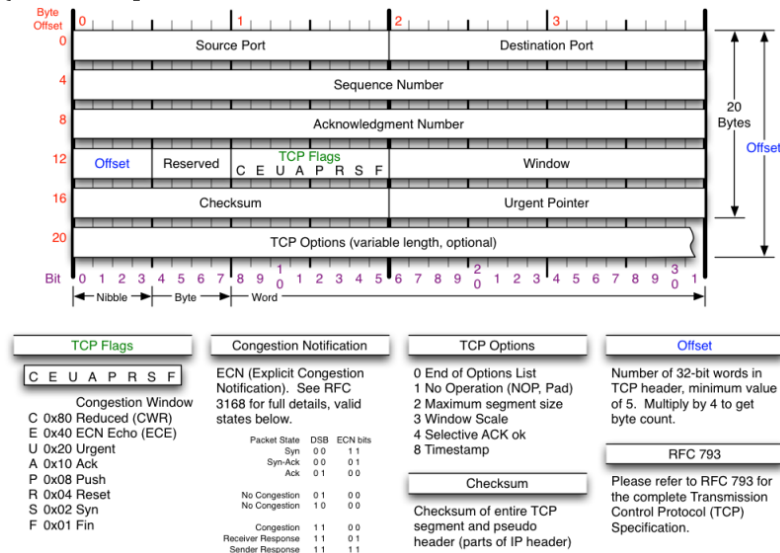 Byte
Offset
0 1 2 3
0 Source Port Destination Port
4 Sequence Number
8 Acknowledgment Number
20
Bytes
Offset
12 Offset Reserved TCP Flags Window
C E U A P R S F
16 Checksum Urgent Pointer
20 TCP Options (variable length, optional)
Bit 0 1 2 3 4 5 6 7 8 9 10 1 2 3 4 5 6 7 8 9 20 1 2 3 4 5 6 7 8 9 30 1
Nibble Byte Word
TCP Flags
C E U A P R S F
Congestion Window
C 0x80 Reduced (CWR)
E 0x40 ECN Echo (ECE)
U 0x20 Urgent
A 0x10 Ack
P 0x08 Push
R 0x04 Reset
S 0x02 Syn
F 0x01 Fin
Congestion Notification
ECN (Explicit Congestion
Notification). See RFC
3168 for full details, valid
states below.
Packet State DSB ECN bits
Syn 0 0 1 1
Syn-Ack 0 0 0 1
Ack 0 1 0 0
No Congestion 0 1 0 0
No Congestion 1 0 0 0
Congestion 1 1 0 0
Receiver Response 1 1 0 1
Sender Response 1 1 1 1
TCP Options
0 End of Options List
1 No Operation (NOP, Pad)
2 Maximum segment size
3 Window Scale
4 Selective ACK ok
8 Timestamp
Checksum
Checksum of entire TCP
segment and pseudo
header (parts of IP header)
Offset
Number of 32-bit words in
TCP header, minimum value
of 5. Multiply by 4 to get
byte count.
RFC 793
Please refer to RFC 793 for
the complete Transmission
Control Protocol (TCP)
Specification.